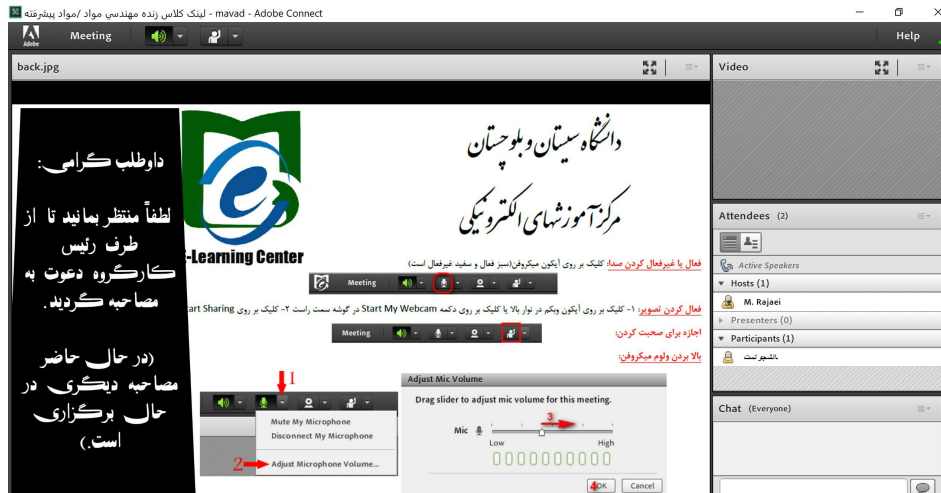 لینک کلاس زنده مهندسي مواد /مواد پیشرفته - mavad - Adobe Connect
Adobe
Meeting
Help
back.jpg
داوطلب گرامی:
لطفاً منتظر بمانید تا از
طرف رئیس
کارگروه دعوت به
مصاحبه گردید.
(در حال حاضر
مصاحبه دیگری در
حال برگزاری
است.)
دانشگاه سیستان و بلوچستان
مرکز آموزشهای الکترونیکی
e
-Learning Center
فعال یا غیرفعال کردن صدا: کلیک بر روی آیکون میکروفن(سبز فعال و سفید غیرفعال است)
Meeting
فعال کردن تصویر: ۱- کلیک بر روی آیکون وبکم در نوار بالا یا کلیک بر روی دکمه Start My Webcam در گوشه سمت راست ۲- کلیک بر روی art Sharing
اجازه برای صحبت کردن:
Meeting
بالا بردن ولوم میکروفن:
1
Mute My Microphone
Disconnect My Microphone
2
Adjust Microphone Volume...
Adjust Mic Volume
Drag slider to adjust mic volume for this meeting.
3
Mic
Low
High
4
OK
Cancel
Video
Attendees (2)
Active Speakers
Hosts (1)
M. Rajaei
Presenters (0)
Participants (1)
Chat (Everyone)